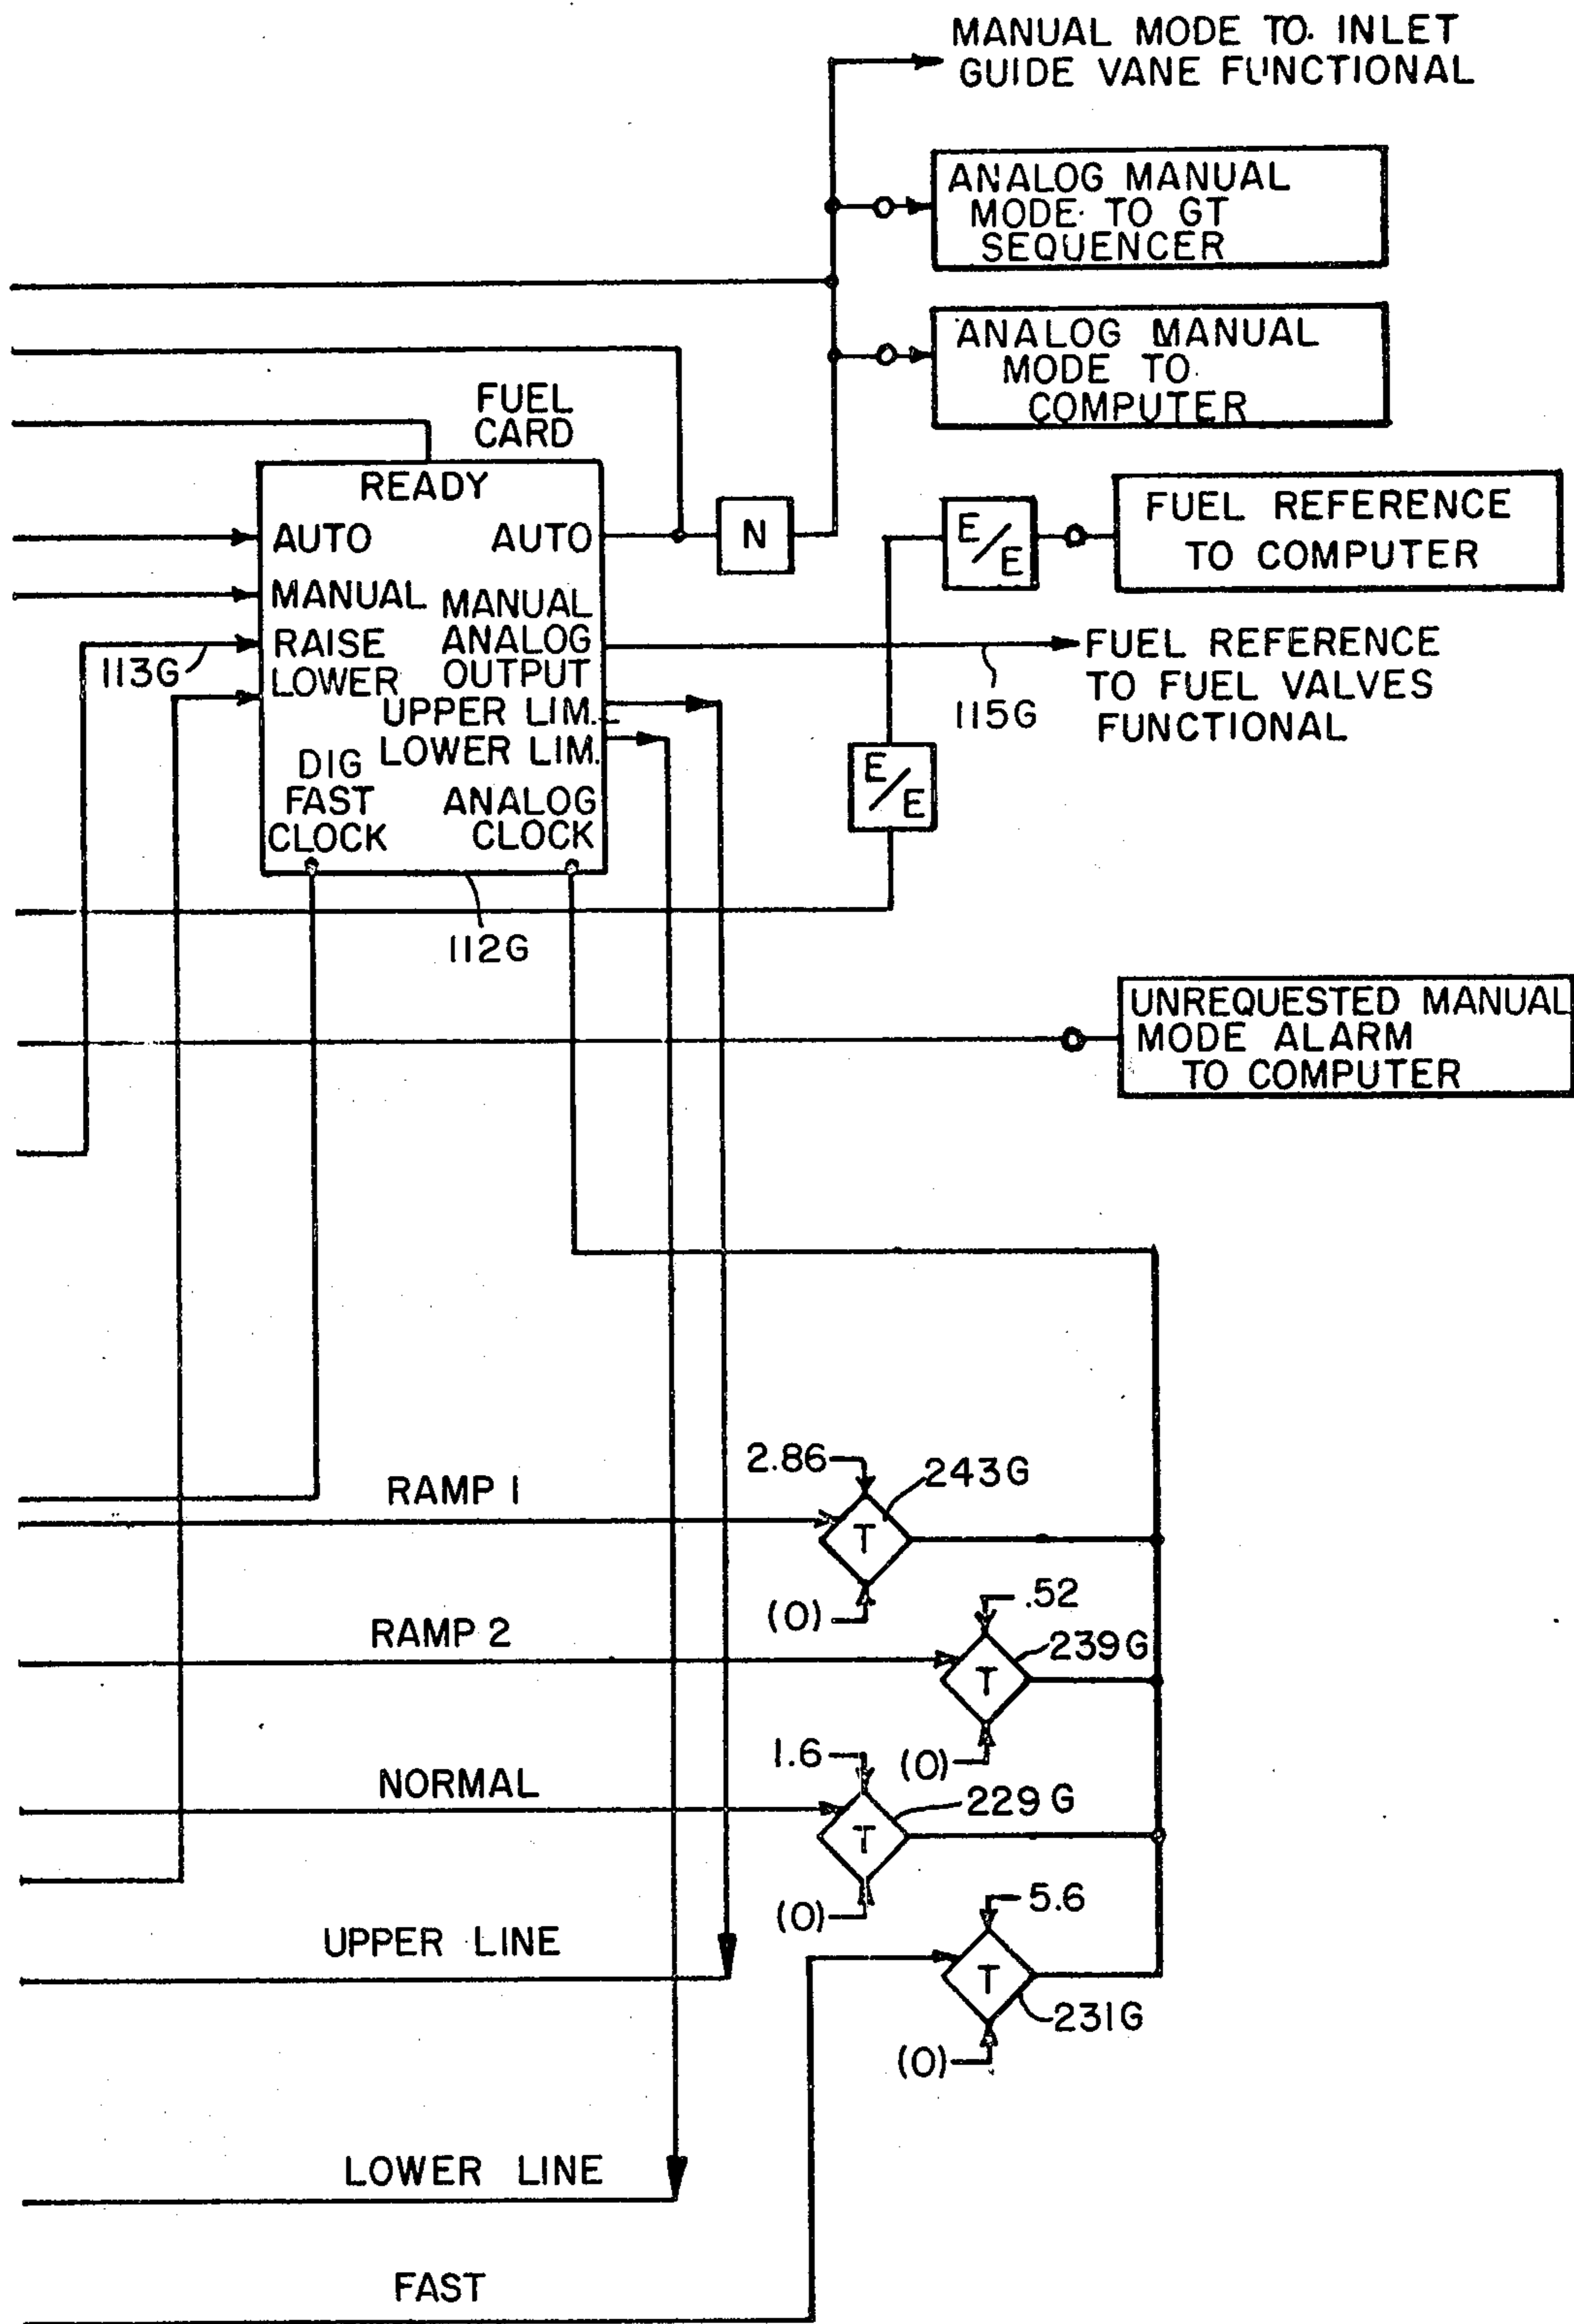 MANUAL MODE TO INLET
GUIDE VANE FUNCTIONAL
ANALOG MANUAL
MODE TO GT
SEQUENCER
ANALOG MANUAL
MODE TO
COMPUTER
FUEL
CARD
READY
AUTO
AUTO
N
E/E
FUEL REFERENCE
TO COMPUTER
MANUAL
MANUAL
ANALOG
OUTPUT
RAISE
LOWER
113G
UPPER LIM.
LOWER LIM.
DIG
FAST
CLOCK
ANALOG
CLOCK
115G
FUEL REFERENCE
TO FUEL VALVES
FUNCTIONAL
E/E
112G
UNREQUESTED MANUAL
MODE ALARM
TO COMPUTER
RAMP 1
2.86
243G
T
(0)
RAMP 2
.52
239G
T
(0)
NORMAL
1.6
229G
T
(0)
UPPER LINE
5.6
T
231G
(0)
LOWER LINE
FAST